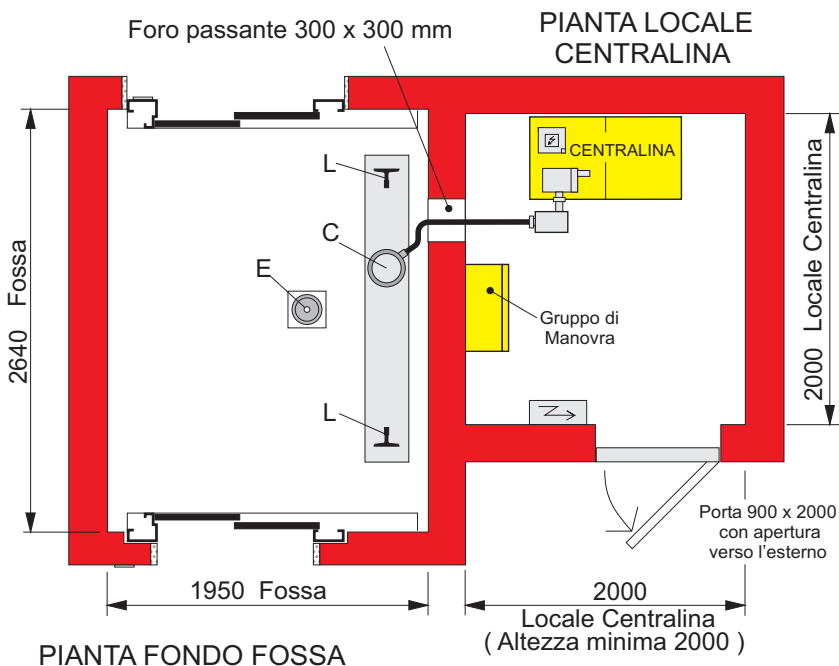 Foro passante 300 x 300 mm
PIANTA LOCALE
CENTRALINA
L
CENTRALINA
C
E
2640 Fossa
Gruppo di
Manovra
2000 Locale Centralina
L
Porta 900 x 2000
con apertura
verso l'esterno
1950 Fossa
2000
Locale Centralina
( Altezza minima 2000 )
PIANTA FONDO FOSSA